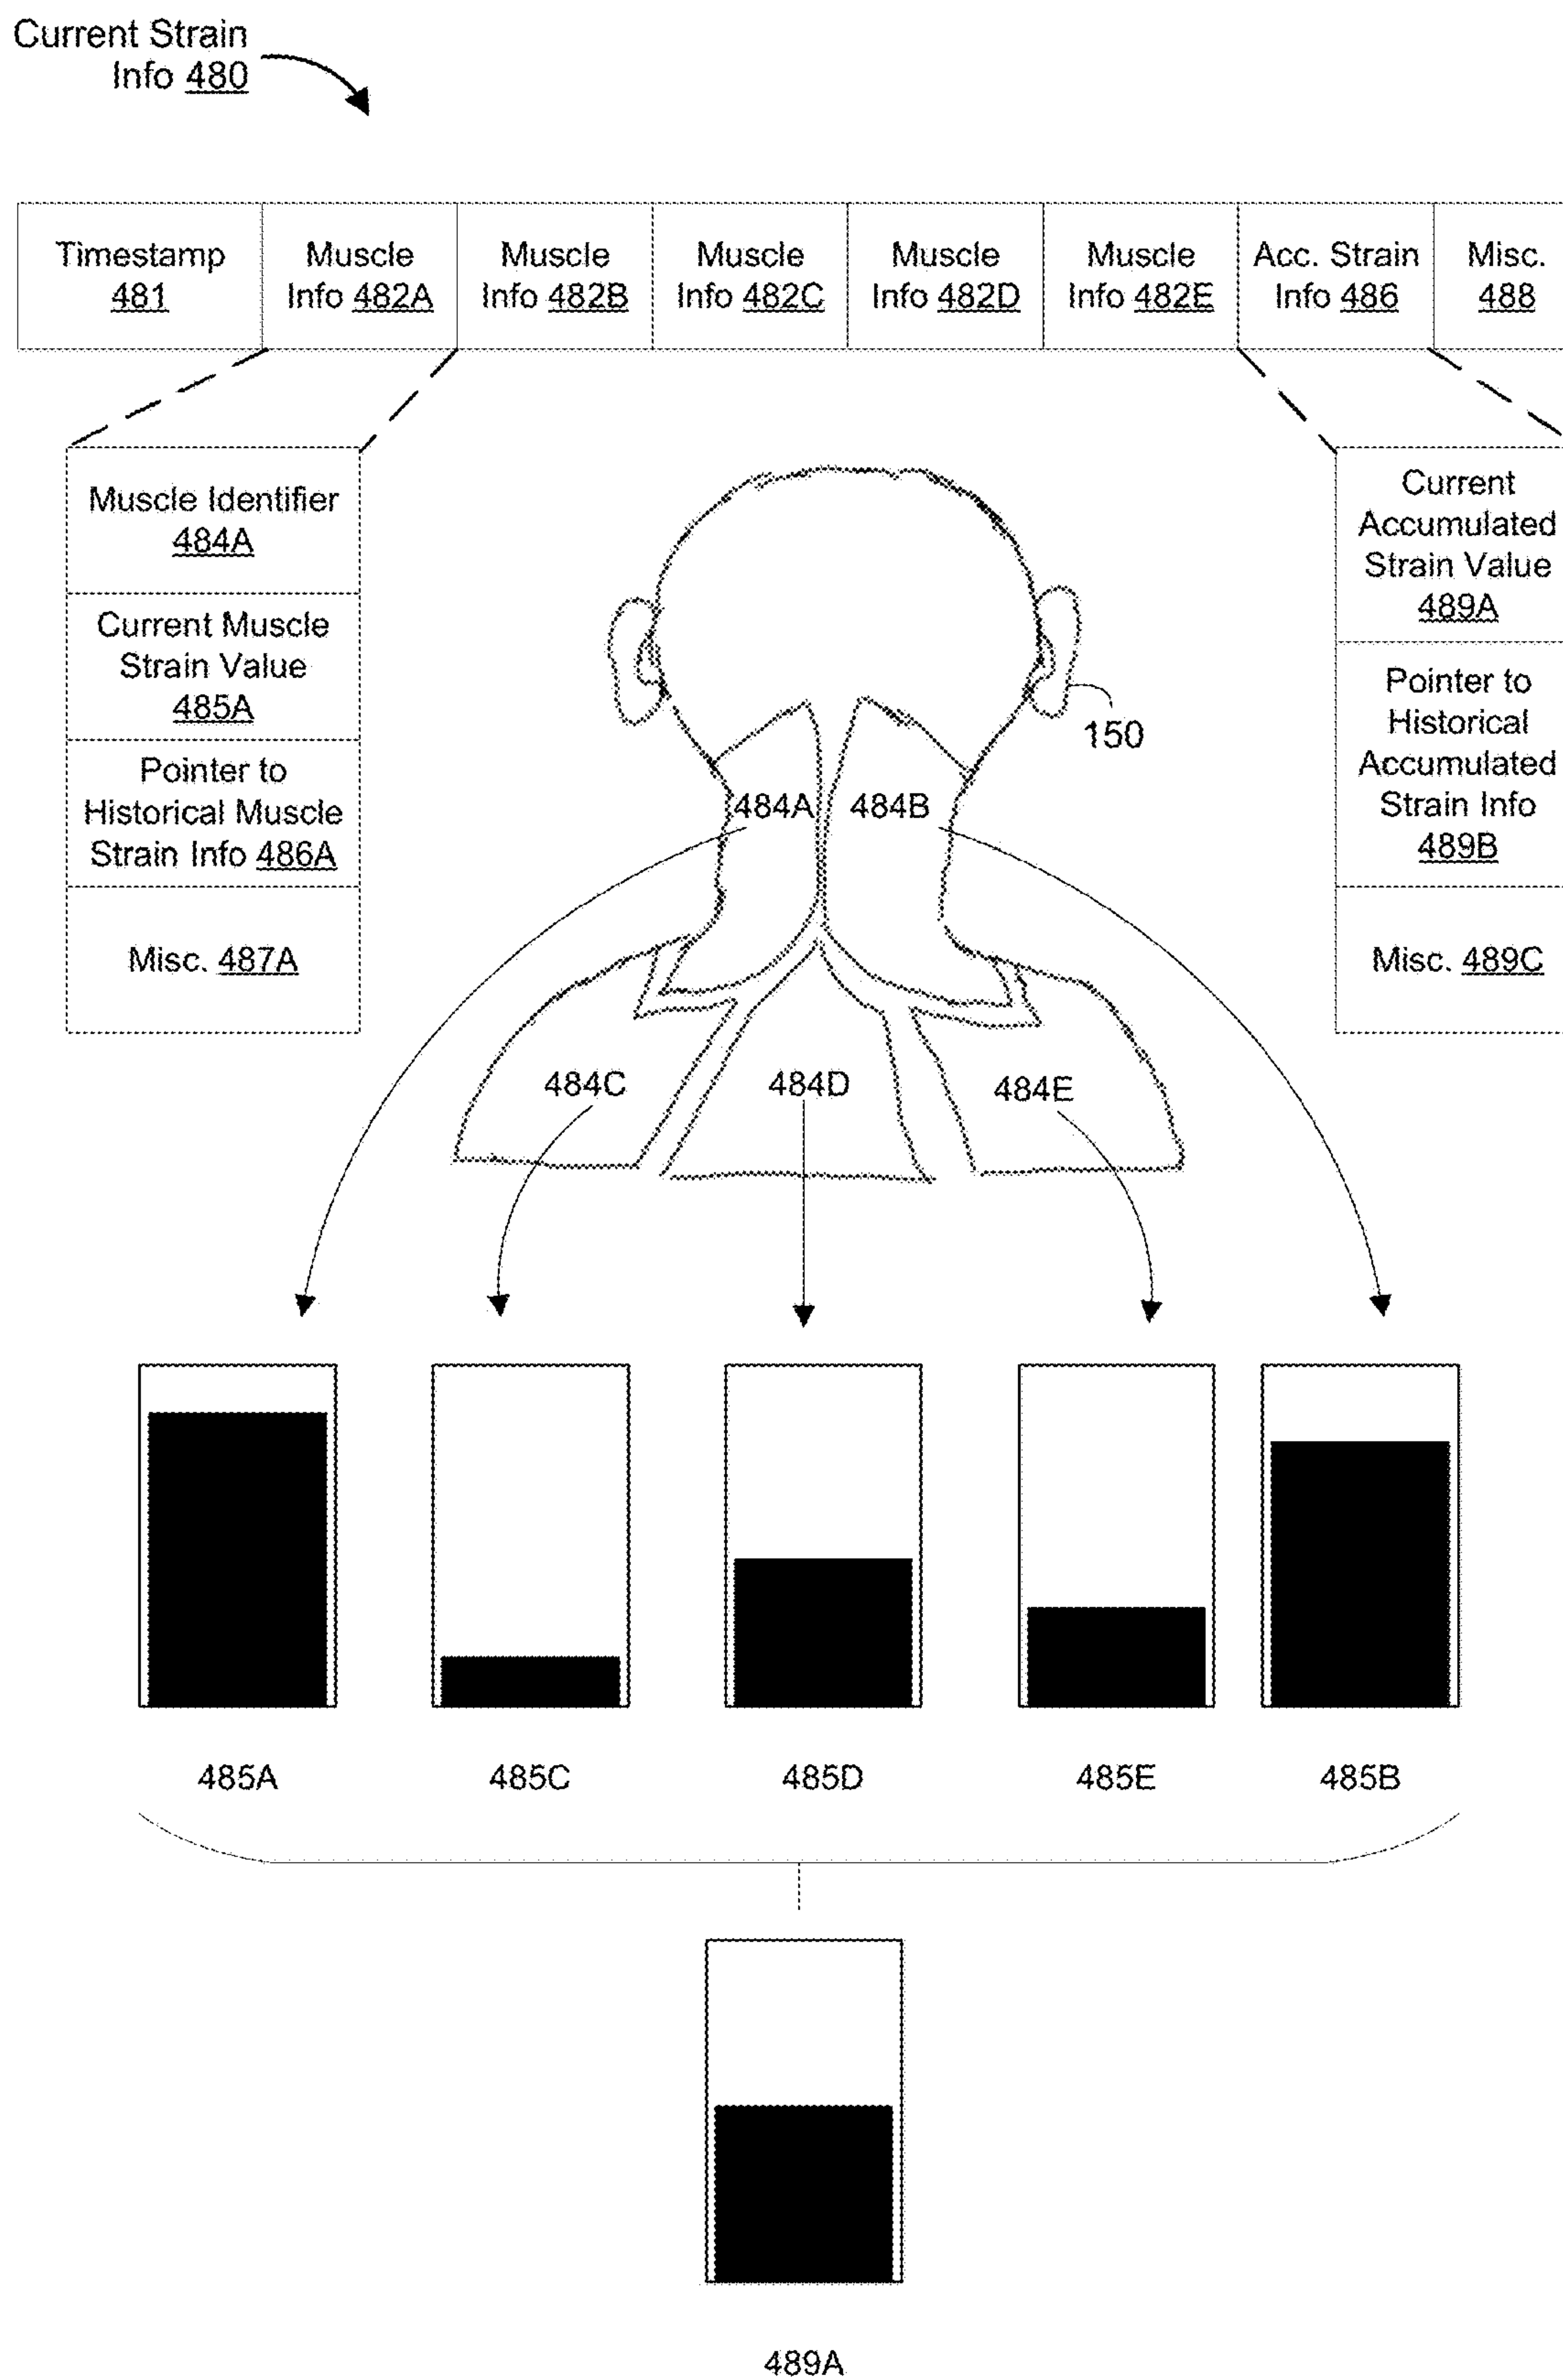 Current Strain
Info 480
Timestamp
481
Muscle
Info 482A
Muscle
Info 482B
Muscle
Info 482C
Muscle
Info 482D
Muscle
Info 482E
Acc. Strain
Info 486
Misc.
488
Muscle Identifier
484A
Current Muscle
Strain Value
485A
Pointer to
Historical Muscle
Strain Info 486A
Misc. 487A
Current
Accumulated
Strain Value
489A
Pointer to
Historical
Accumulated
Strain Info
489B
Misc. 489C
150
484A
484B
484C
484D
484E
485A
485C
485D
485E
485B
489A